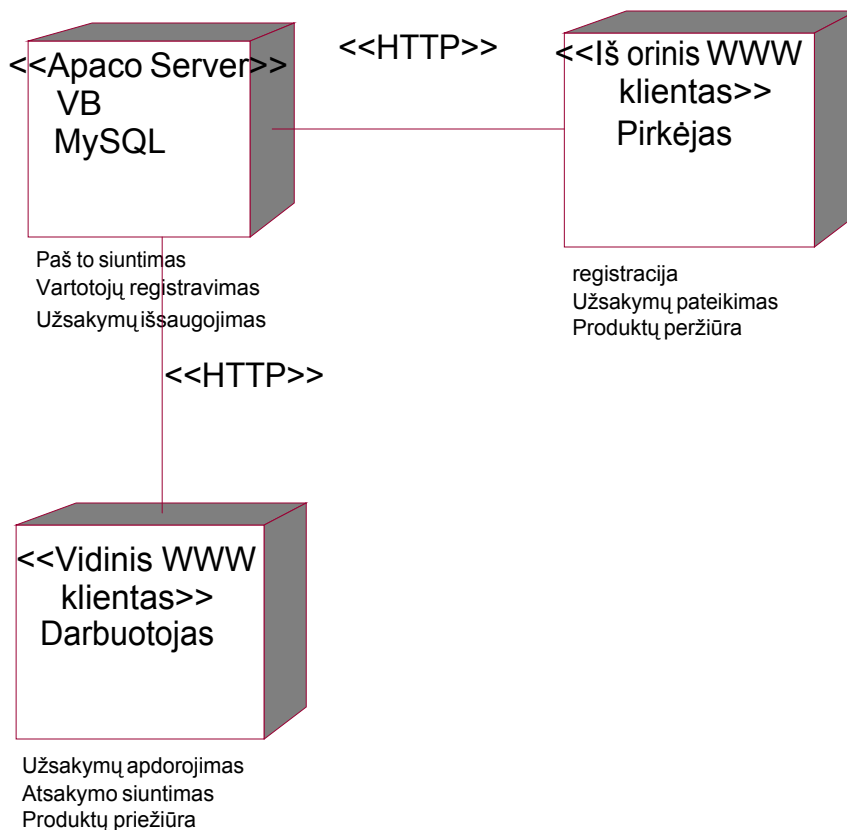 <<Apaco Server>>
VB
MySQL
<<HTTP>>
<<Iš orinis WWW
klientas>>
Pirkėjas
Paš to siuntimas
Vartotojų registravimas
Užsakymų išsaugojimas
registracija
Užsakymų pateikimas
Produktų peržiūra
<<HTTP>>
<<Vidinis WWW
klientas>>
Darbuotojas
Užsakymų apdorojimas
Atsakymo siuntimas
Produktų priežiūra